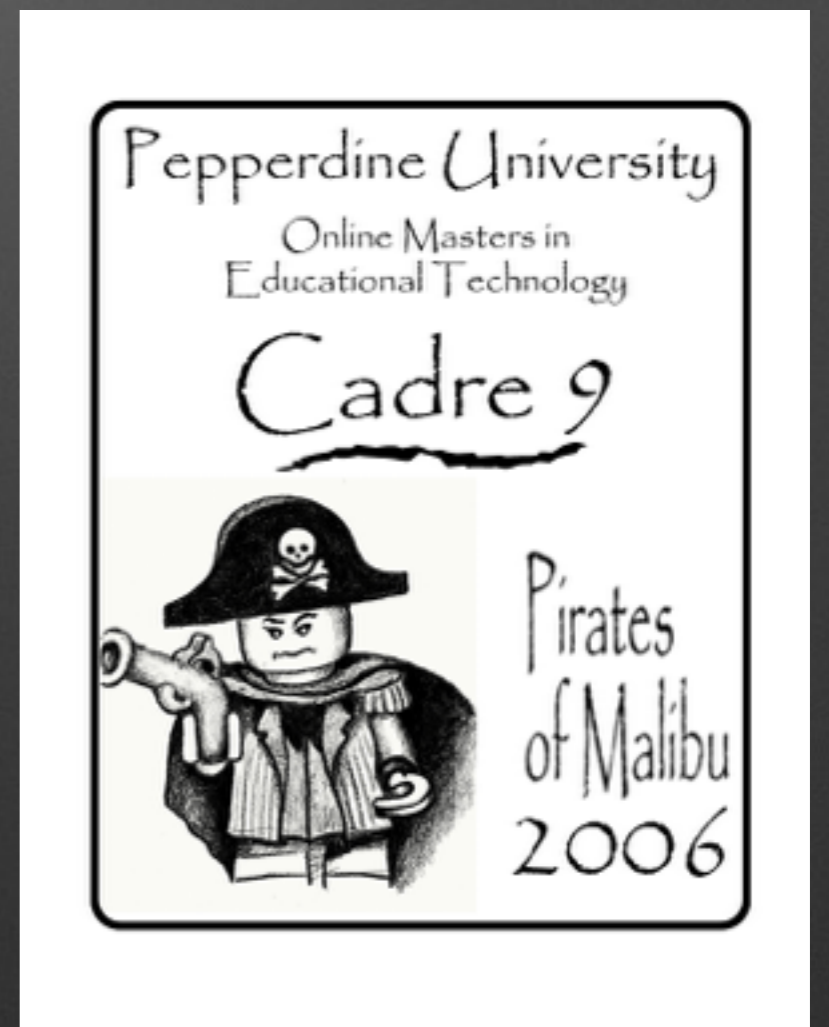 Pepperdine University
Online Masters in
Educational Technology
Cadre 9
Pirates
of Malibu
2006